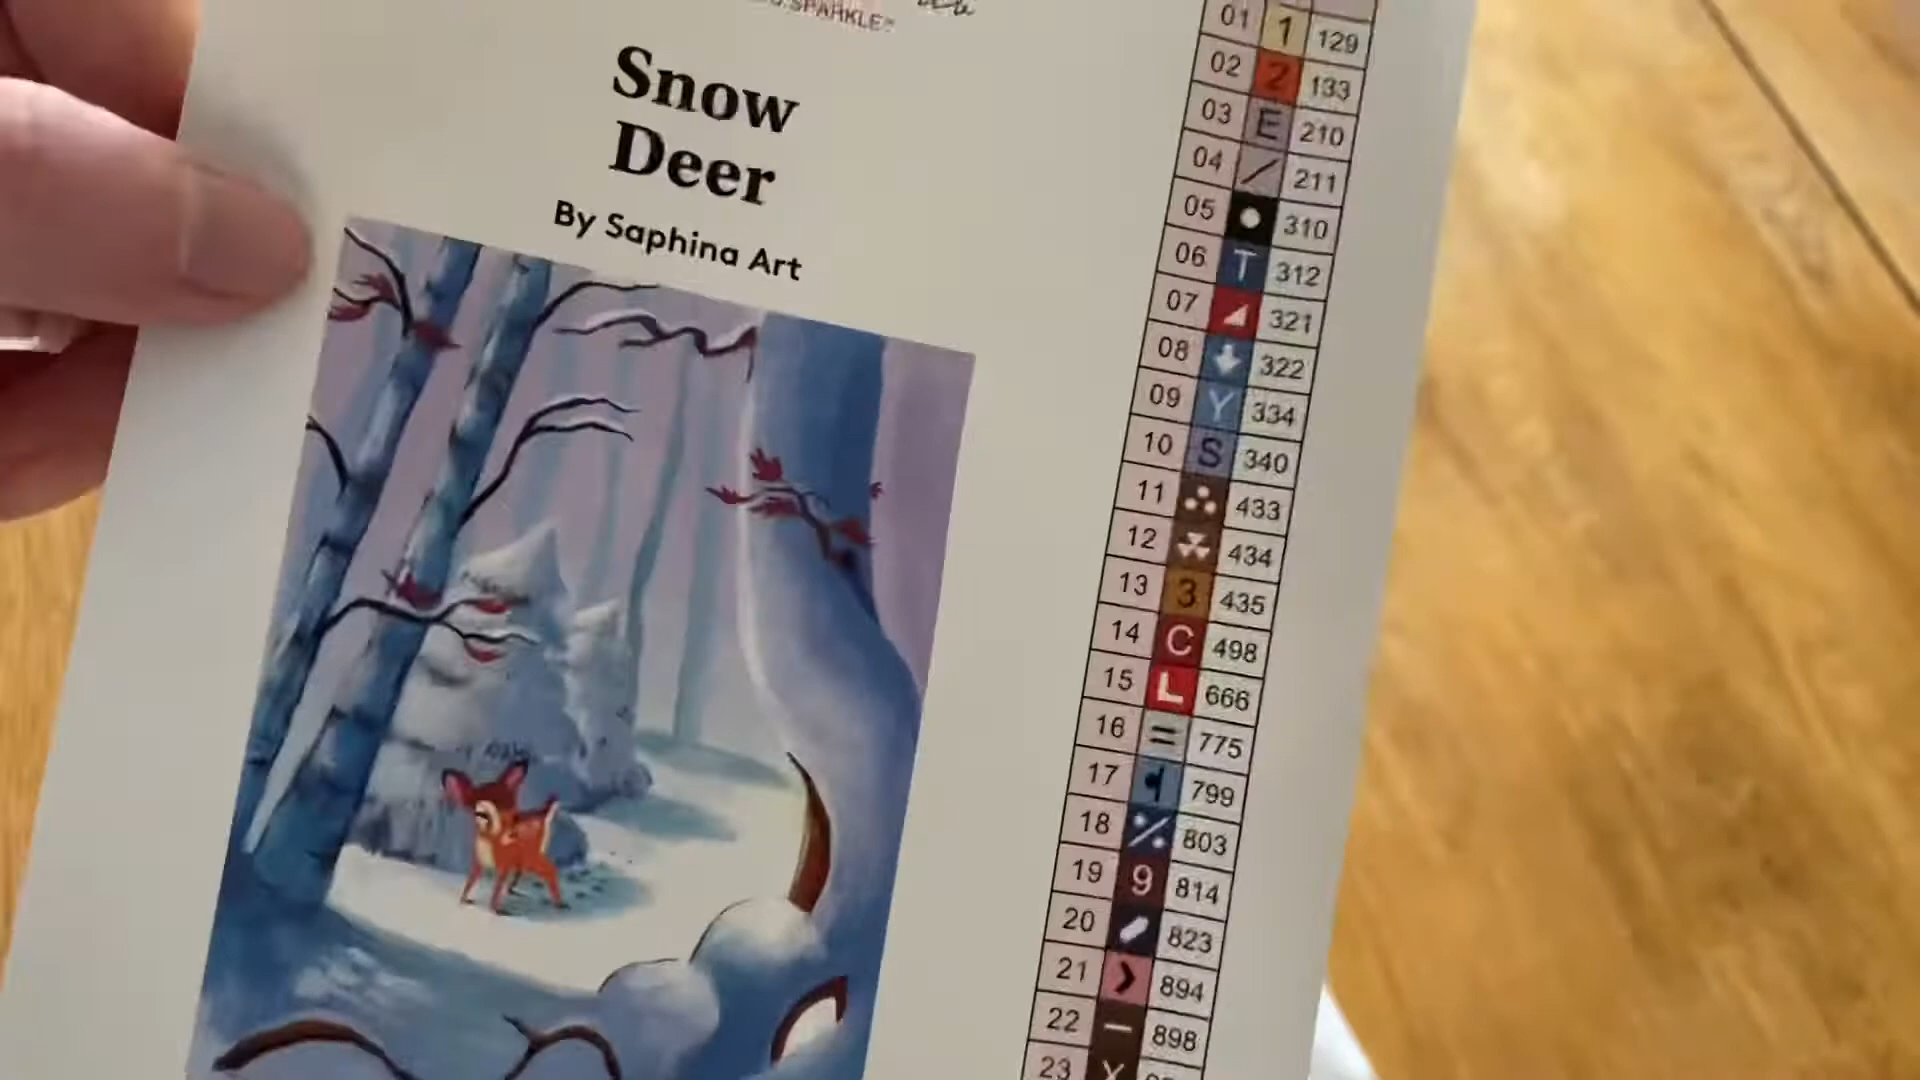 SPARKLE™
Snow
Deer
By Saphina Art
01 1 129
02 2 133
03 E 210
04 / 211
05 310
06 T 312
07 321
08 322
09 Y 334
10 S 340
11 433
12 434
13 3 435
14 C 498
15 L 666
16 = 775
17 799
18 803
19 9 814
20 823
21 894
22 – 898
23